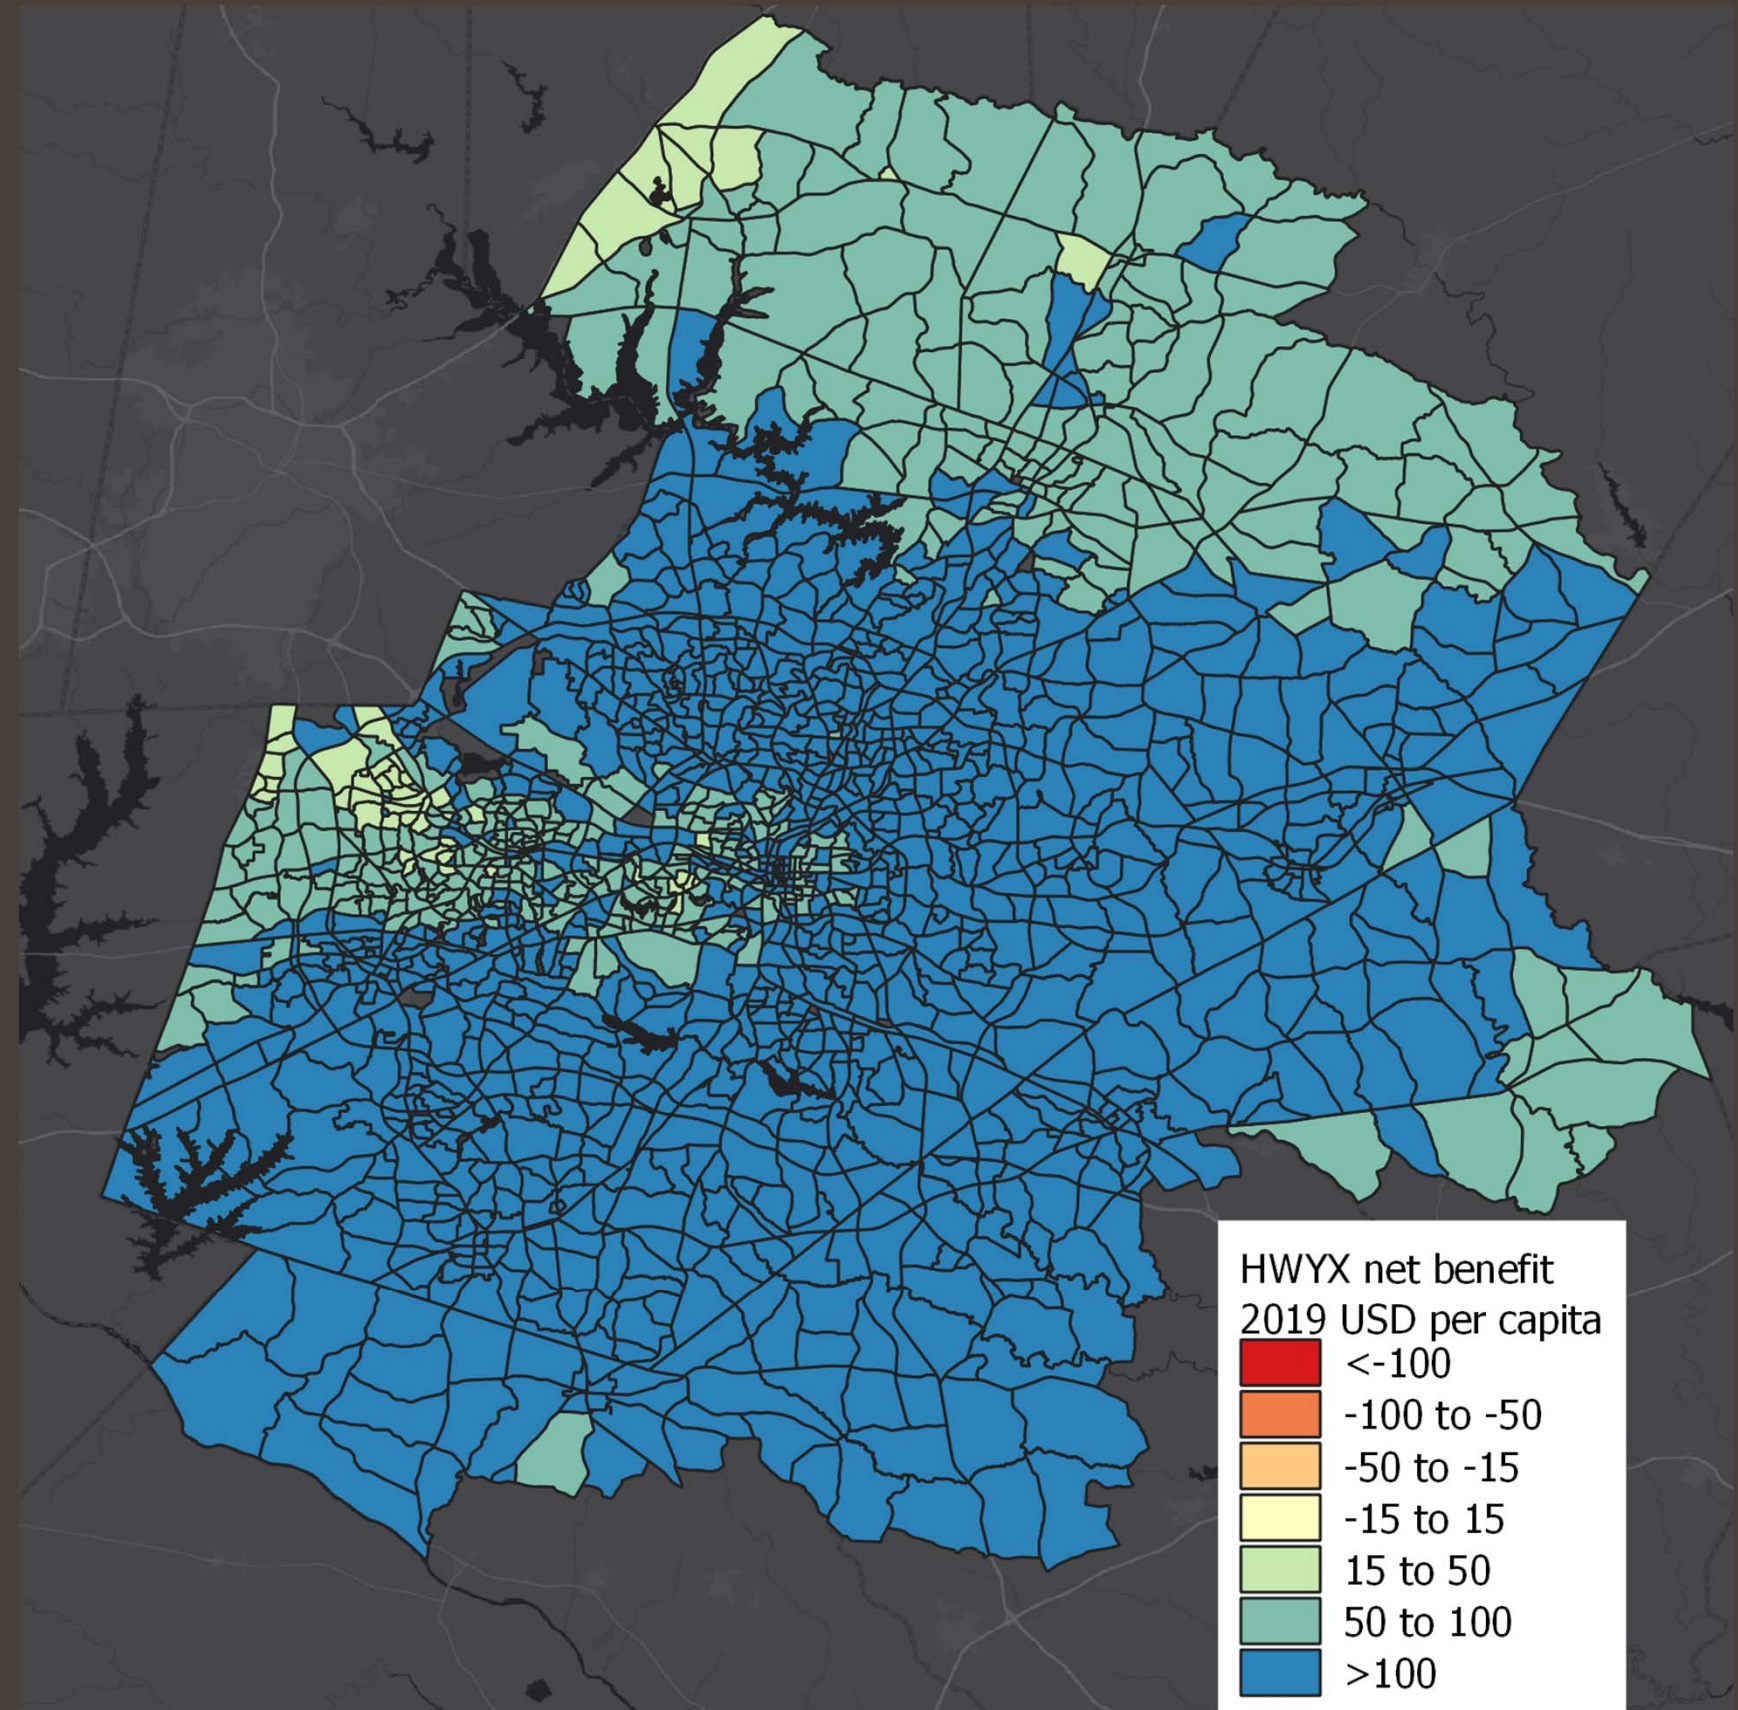 HWYX net benefit
2019 USD per capita
<-100
-100 to -50
-50 to -15
-15 to 15
15 to 50
50 to 100
>100